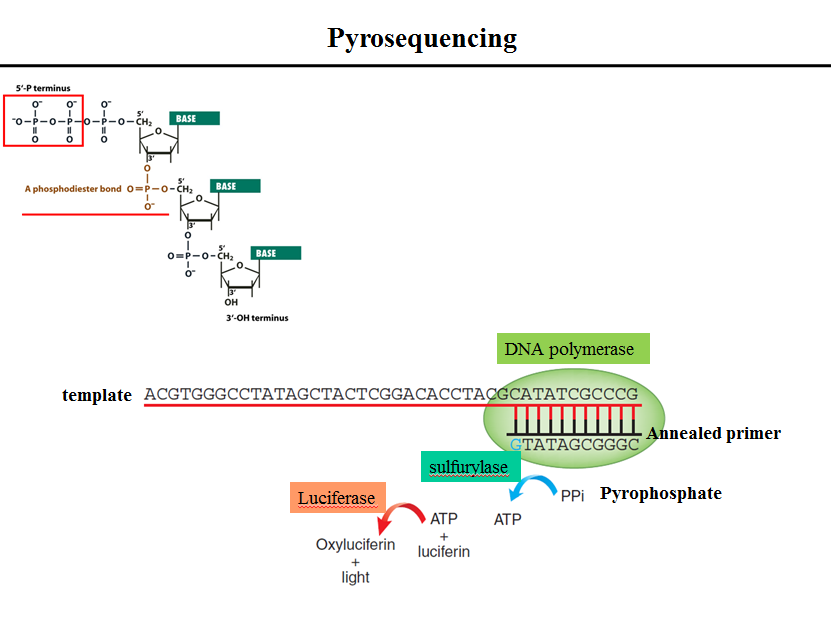 Pyrosequencing
5'-P terminus
O⁻ O⁻ O⁻
⁻O–P–O–P–O–P–O–CH₂ 5' BASE
O O O
O
3'
O
A phosphodiester bond O=P–O–CH₂ 5' BASE
O⁻
O
3'
O
O=P–O–CH₂ 5' BASE
O⁻
O
3'
OH
3'-OH terminus
DNA polymerase
template ACGTGGGCCTATAGCTACTCGGACACCTACGCATATCGCCCG
Annealed primer
GTATAGCGGGC
sulfurylase
Luciferase
PPi Pyrophosphate
ATP
ATP
+
luciferin
Oxyluciferin
+
light